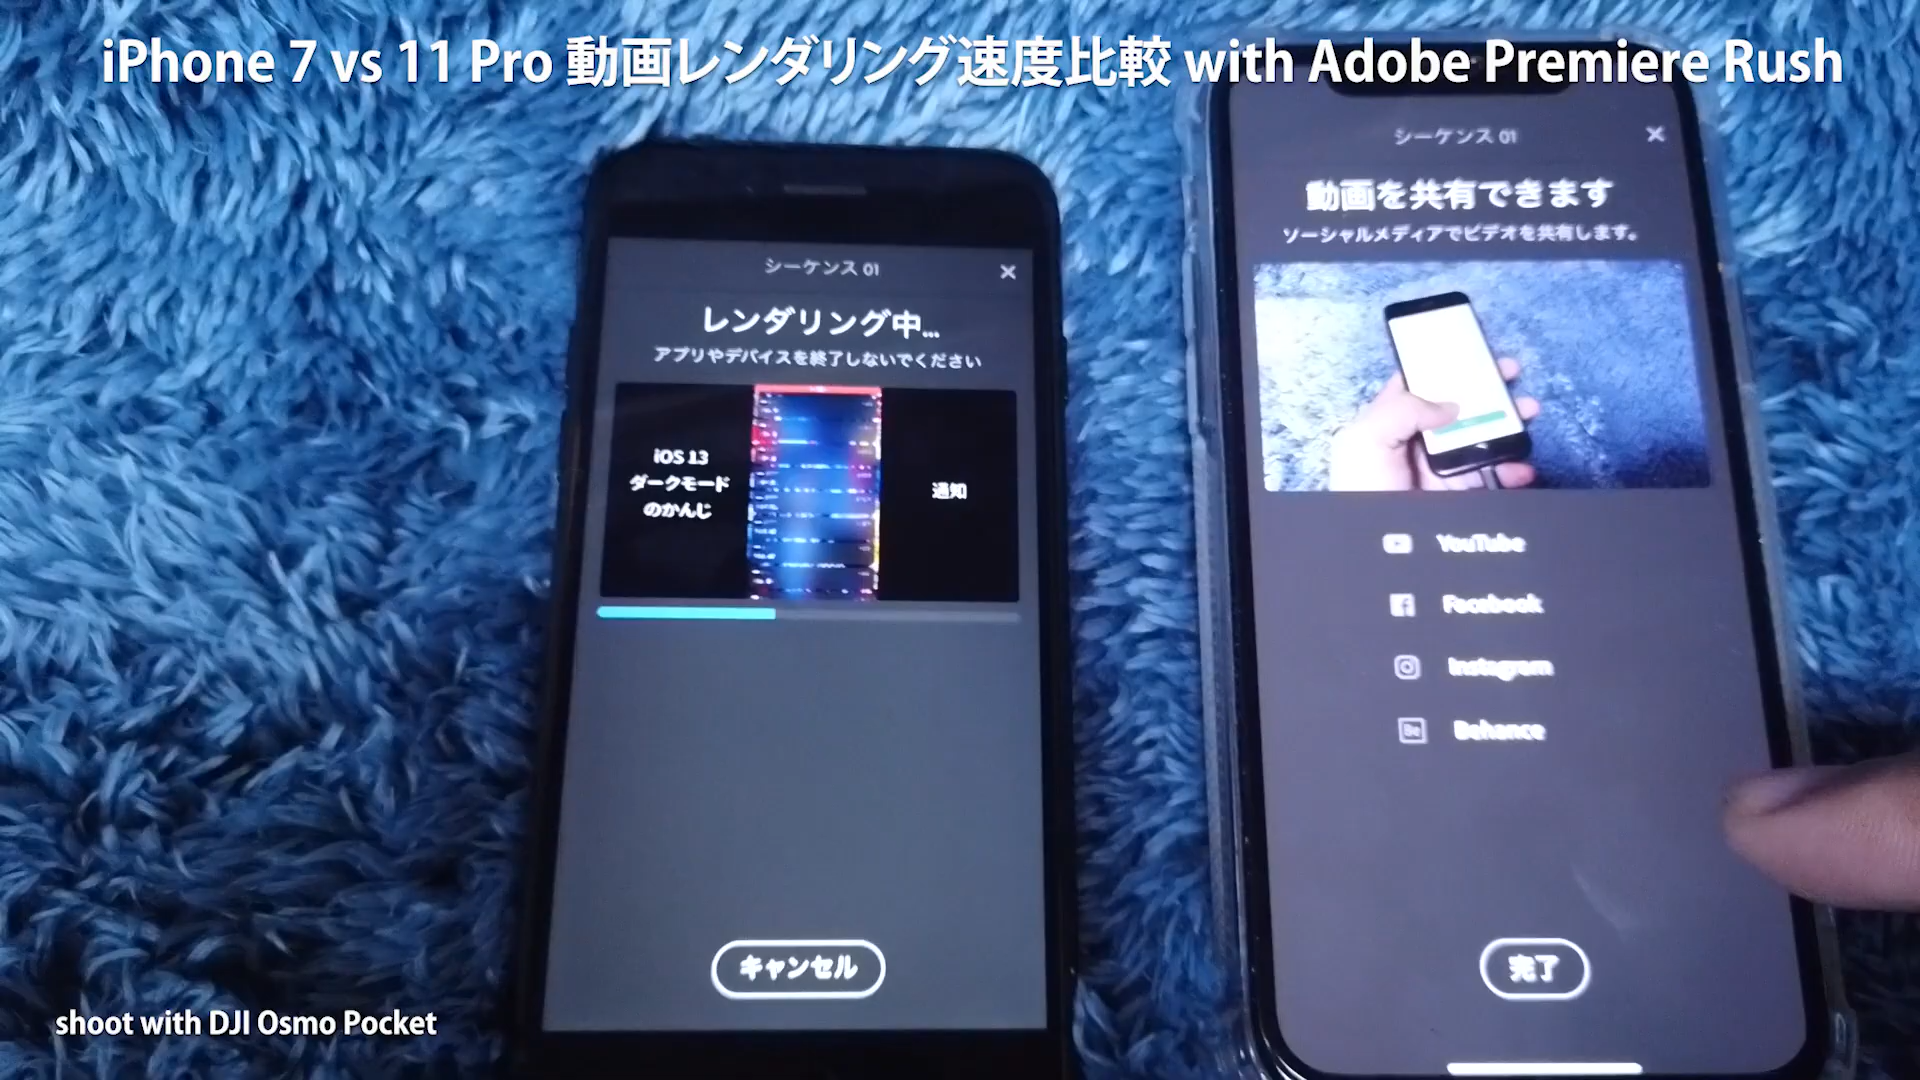 iPhone 7 vs 11 Pro 動画レンダリング速度比較 with Adobe Premiere Rush
シーケンス 01
レンダリング中...
アプリやデバイスを終了しないでください
iOS 13
ダークモード
のかんじ
通知
キャンセル
シーケンス 01
動画を共有できます
ソーシャルメディアでビデオを共有します。
YouTube
Facebook
Instagram
Be Behance
完了
shoot with DJI Osmo Pocket